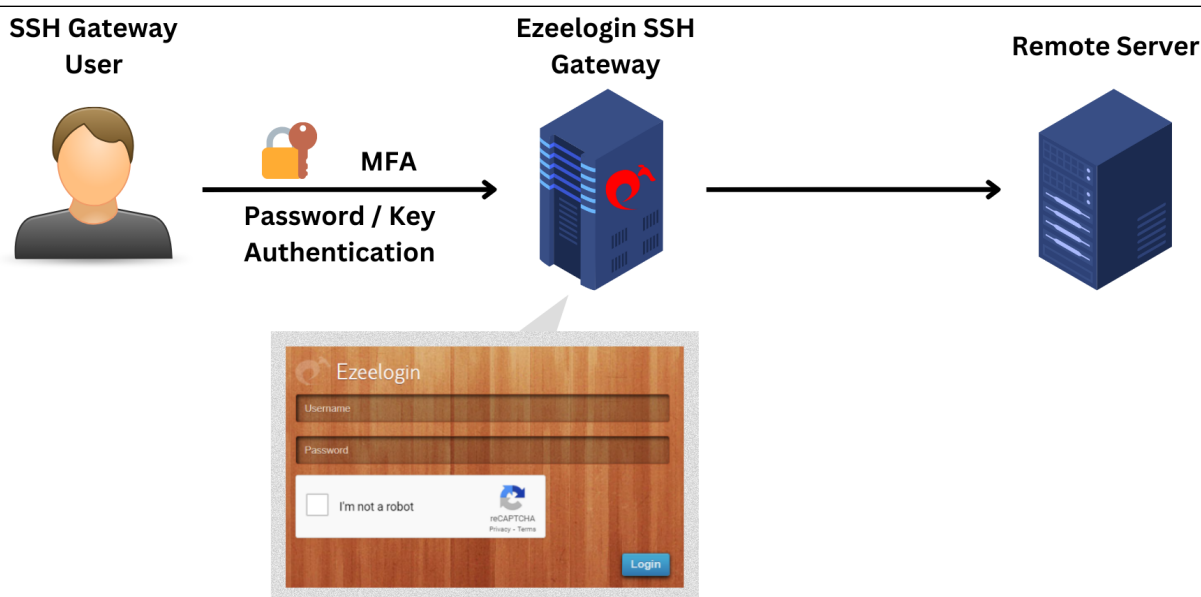 SSH Gateway
User
Ezeelogin SSH
Gateway
Remote Server
MFA
Password / Key
Authentication
Ezeelogin
Username
Password
I'm not a robot
reCAPTCHA
Privacy - Terms
Login